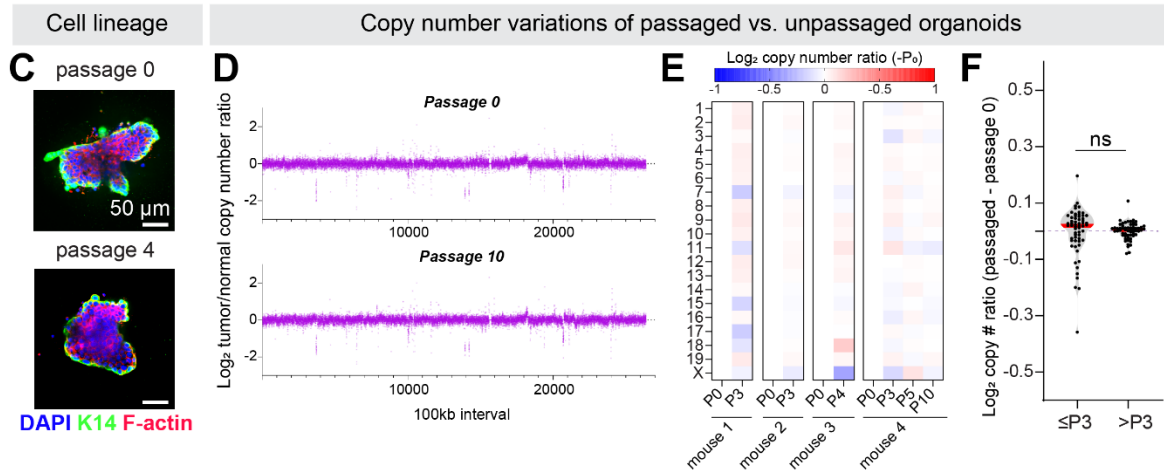 Cell lineage
Copy number variations of passaged vs. unpassaged organoids
C
passage 0
50 µm
passage 4
DAPI K14 F-actin
D
Log₂ tumor/normal copy number ratio
Passage 0
2
0
-2
10000
20000
Passage 10
2
0
-2
10000
20000
100kb interval
E
Log₂ copy number ratio (-P₀)
-1
-0.5
0
0.5
1
1
2
3
4
5
6
7
8
9
10
11
12
13
14
15
16
17
18
19
X
P0
P3
P0
P3
P0
P4
P0
P3
P5
P10
mouse 1
mouse 2
mouse 3
mouse 4
F
Log₂ copy # ratio (passaged - passage 0)
0.5
0.3
0.1
-0.1
-0.3
-0.5
ns
≤P3
>P3